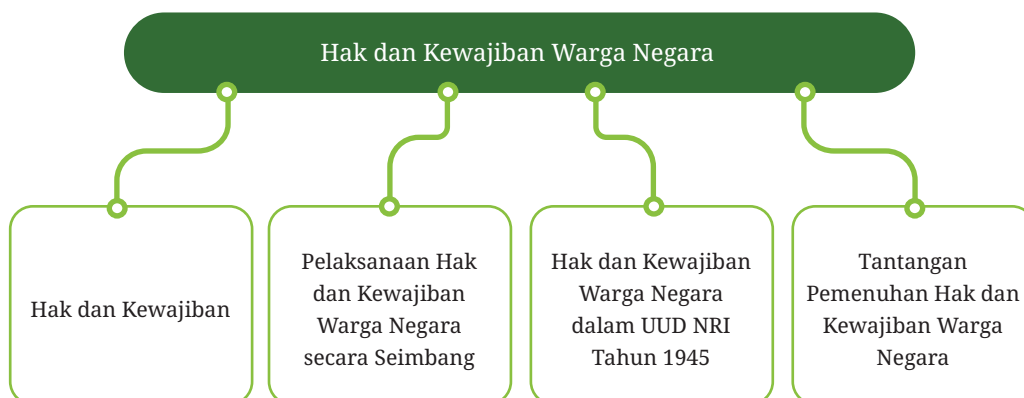 Hak dan Kewajiban Warga Negara
Hak dan Kewajiban
Pelaksanaan Hak
dan Kewajiban
Warga Negara
secara Seimbang
Hak dan Kewajiban
Warga Negara
dalam UUD NRI
Tahun 1945
Tantangan
Pemenuhan Hak dan
Kewajiban Warga
Negara